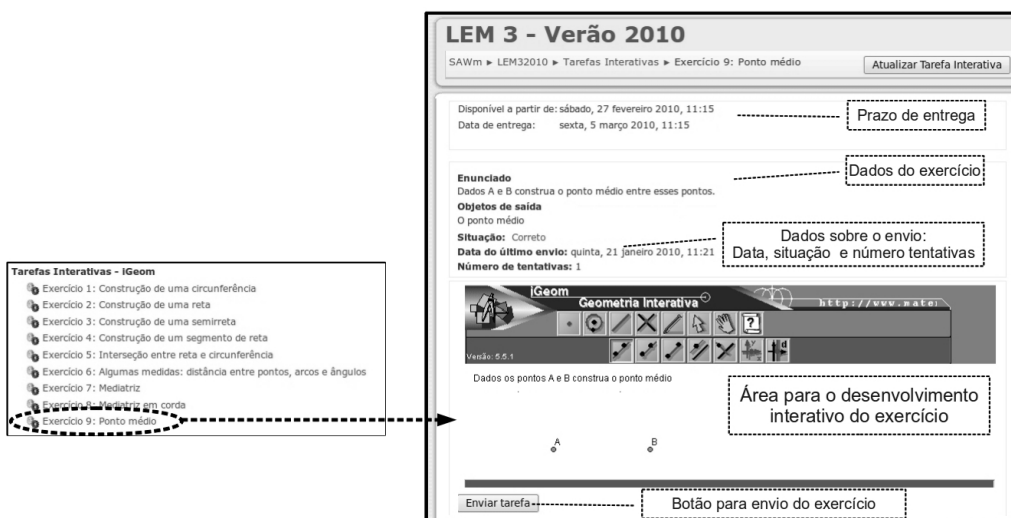 LEM 3 - Verão 2010
SAWm ▸ LEM32010 ▸ Tarefas Interativas ▸ Exercício 9: Ponto médio
Atualizar Tarefa Interativa
Disponível a partir de: sábado, 27 fevereiro 2010, 11:15
Data de entrega: sexta, 5 março 2010, 11:15
Prazo de entrega
Dados do exercício
Enunciado
Dados A e B construa o ponto médio entre esses pontos.
Objetos de saída
O ponto médio
Situação: Correto
Data do último envio: quinta, 21 janeiro 2010, 11:21
Número de tentativas: 1
Dados sobre o envio:
Data, situação e número tentativas
Tarefas Interativas - iGeom
Exercício 1: Construção de uma circunferência
Exercício 2: Construção de uma reta
Exercício 3: Construção de uma semirreta
Exercício 4: Construção de um segmento de reta
Exercício 5: Interseção entre reta e circunferência
Exercício 6: Algumas medidas: distância entre pontos, arcos e ângulos
Exercício 7: Mediatriz
Exercício 8: Mediatriz em corda
Exercício 9: Ponto médio
iGeom
Geometria Interativa
http://www.mate:
Versão: 5.5.1
Dados os pontos A e B construa o ponto médio
Área para o desenvolvimento
interativo do exercício
A
B
Enviar tarefa
Botão para envio do exercício